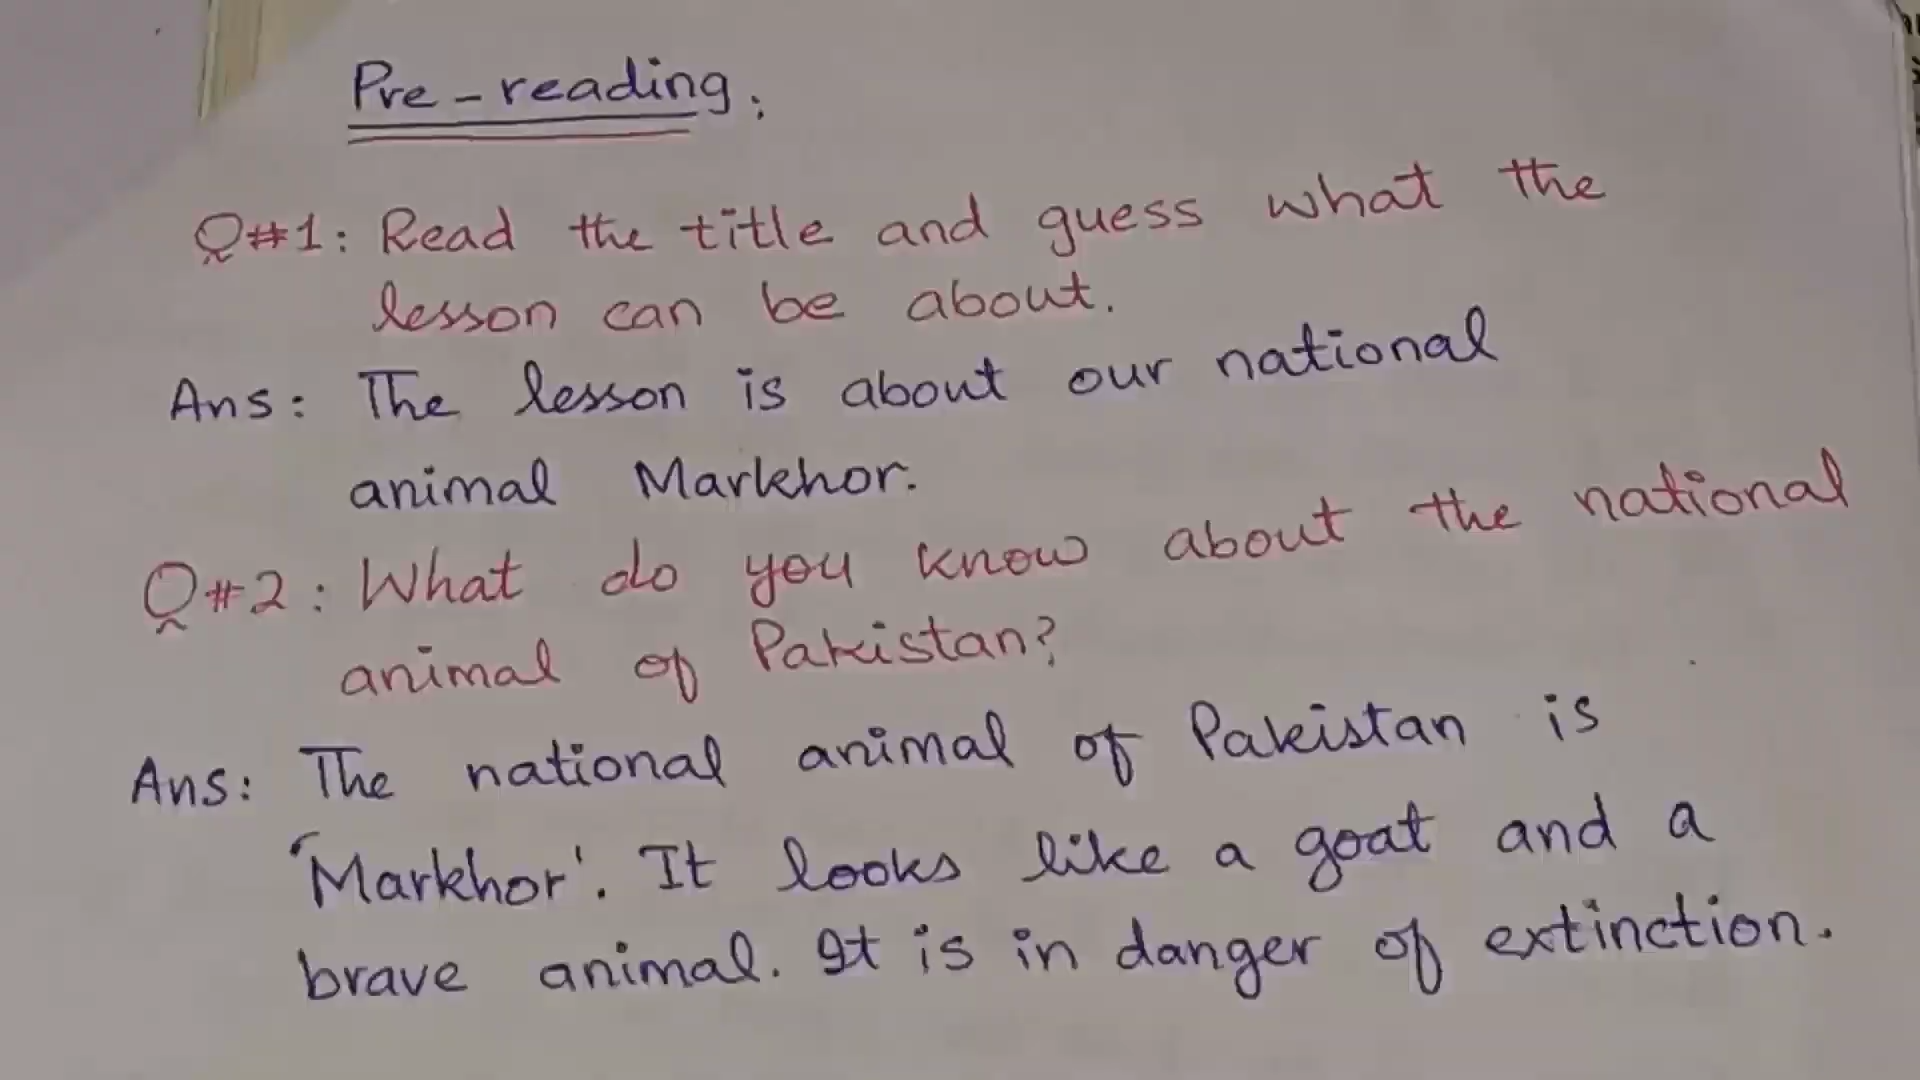 Pre-reading;
Q#1: Read the title and guess what the
lesson can be about.
Ans: The lesson is about our national
animal Markhor.
Q#2: What do you know about the national
animal of Pakistan?
Ans: The national animal of Pakistan is
'Markhor'. It looks like a goat and a
brave animal. It is in danger of extinction.